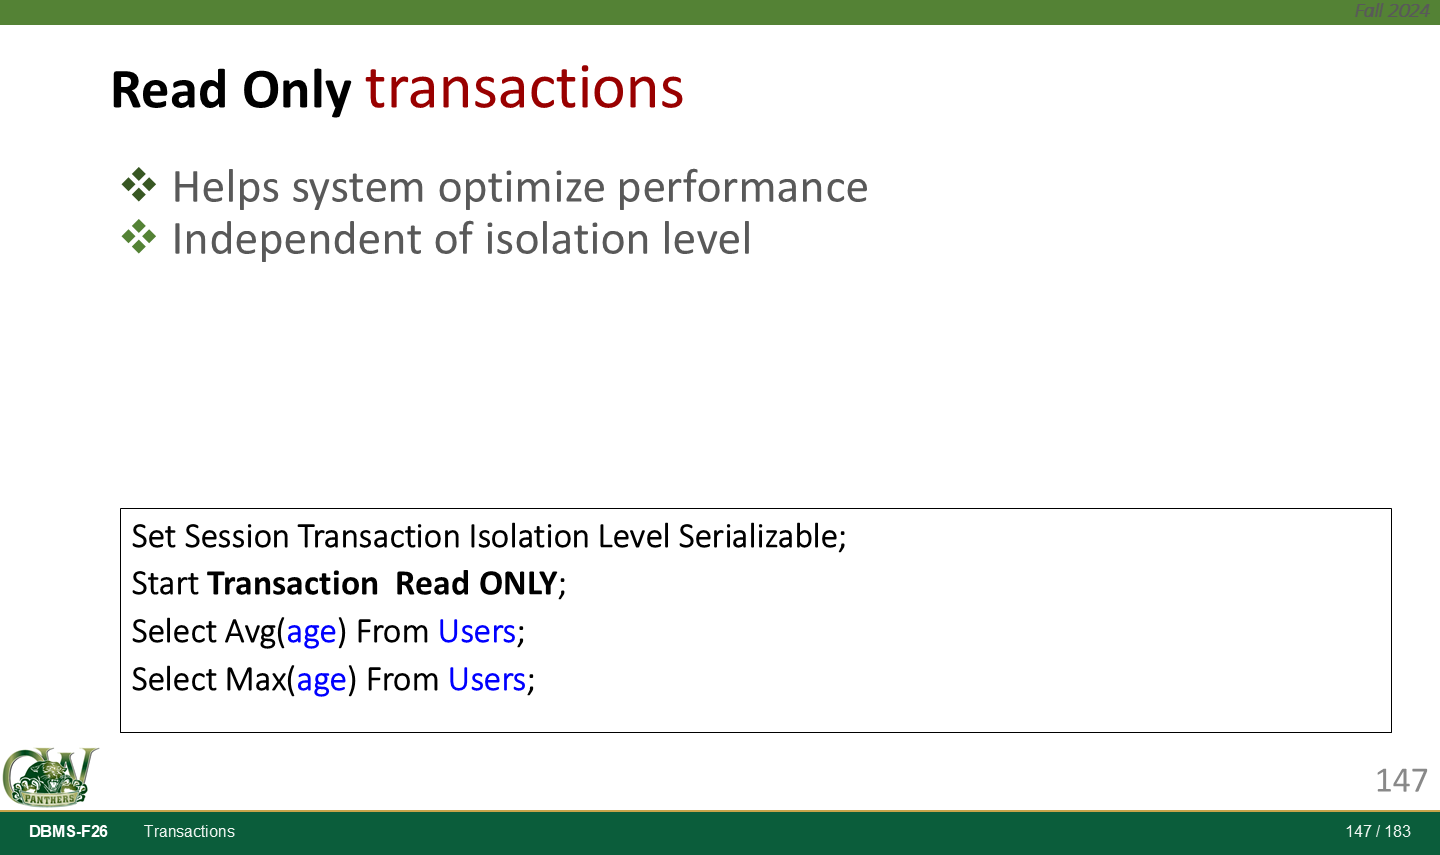 Fall 2024
Read Only transactions
❖ Helps system optimize performance
❖ Independent of isolation level
Set Session Transaction Isolation Level Serializable;
Start Transaction  Read ONLY;
Select Avg(age) From Users;
Select Max(age) From Users;
OW
PANTHERS
147
DBMS-F26 Transactions 147 / 183